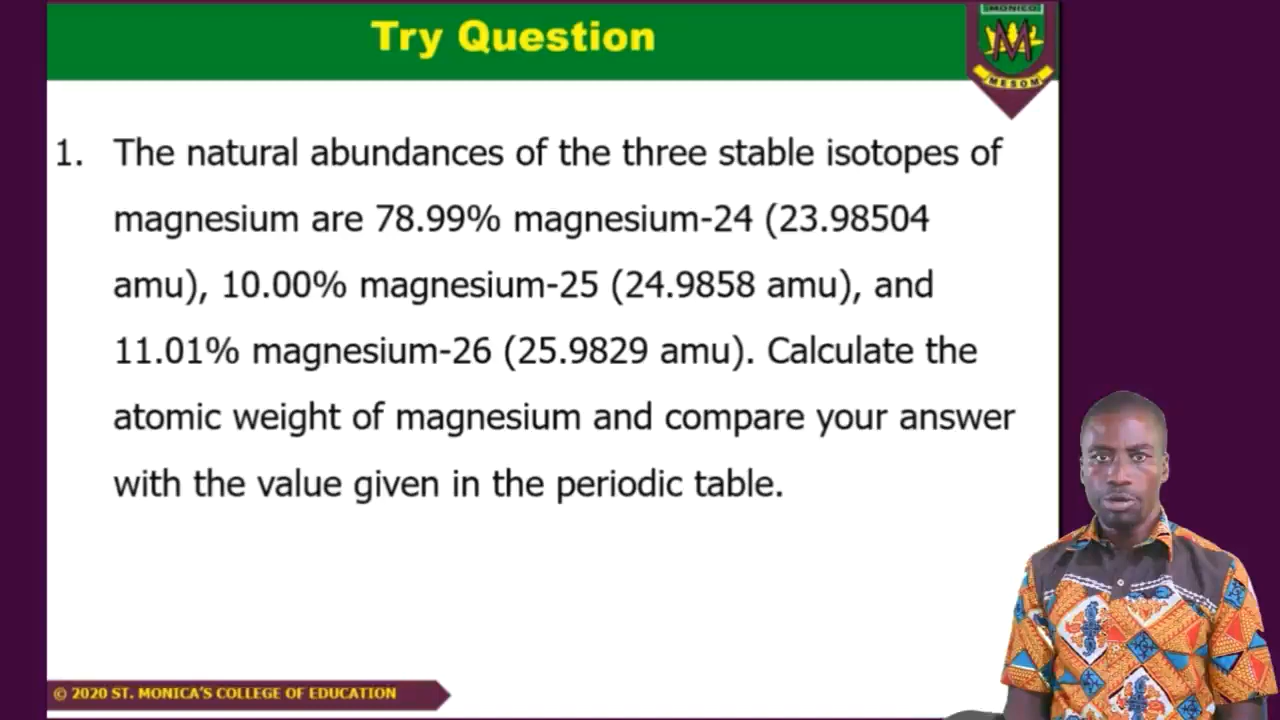 Try Question
MONICO
M
MESOM
1. The natural abundances of the three stable isotopes of
magnesium are 78.99% magnesium-24 (23.98504
amu), 10.00% magnesium-25 (24.9858 amu), and
11.01% magnesium-26 (25.9829 amu). Calculate the
atomic weight of magnesium and compare your answer
with the value given in the periodic table.
© 2020 ST. MONICA'S COLLEGE OF EDUCATION